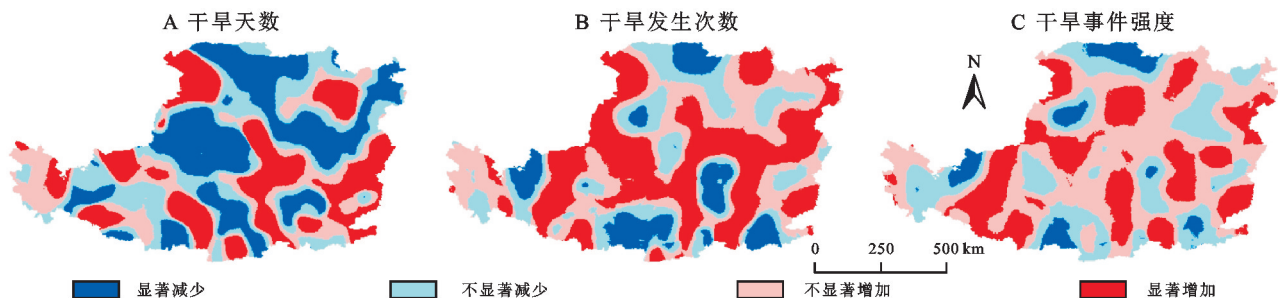 A 干旱天数
B 干旱发生次数
C 干旱事件强度
N
0 250 500 km
显著减少
不显著减少
不显著增加
显著增加